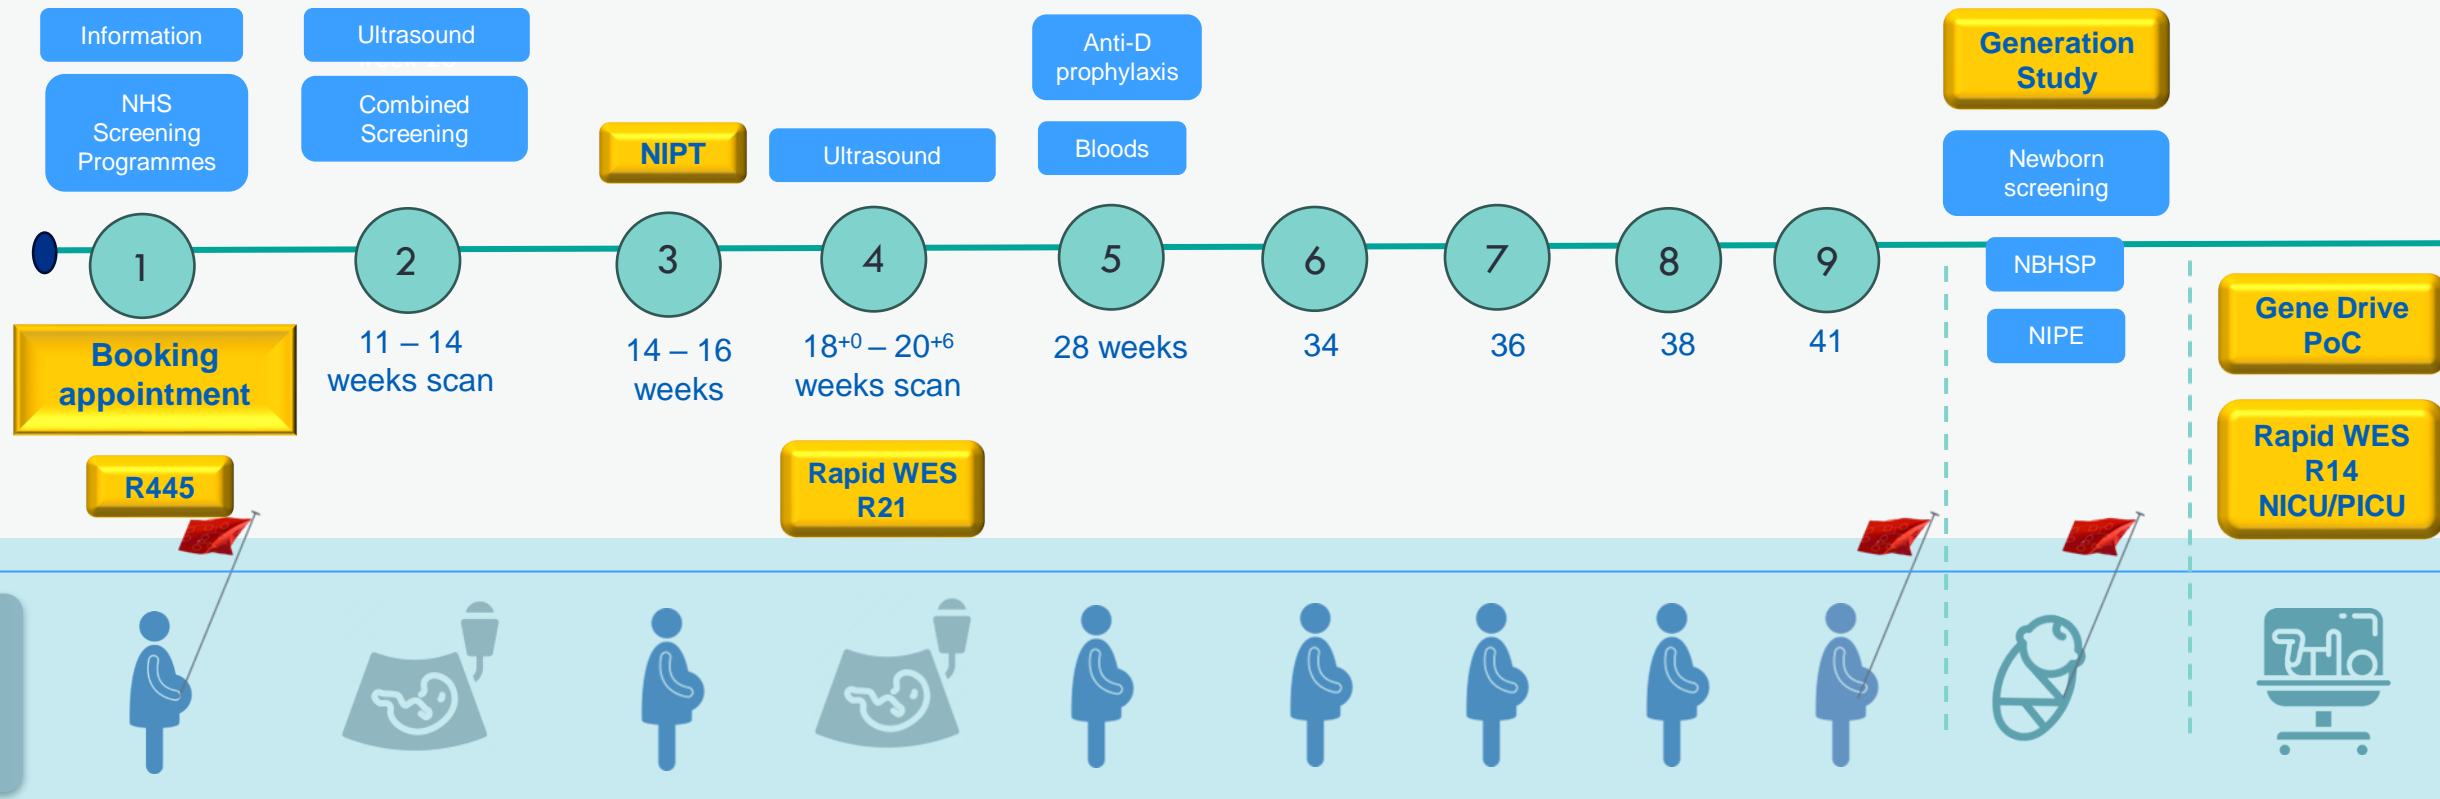 Information
NHS
Screening
Programmes
Ultrasound
Combined
Screening
NIPT
Ultrasound
Anti-D
prophylaxis
Bloods
Generation
Study
Newborn
screening
NBHSP
NIPE
1
2
3
4
5
6
7
8
9
Booking
appointment
R445
11 – 14
weeks scan
14 – 16
weeks
18+0 – 20+6
weeks scan
Rapid WES
R21
28 weeks
34
36
38
41
Gene Drive
PoC
Rapid WES
R14
NICU/PICU